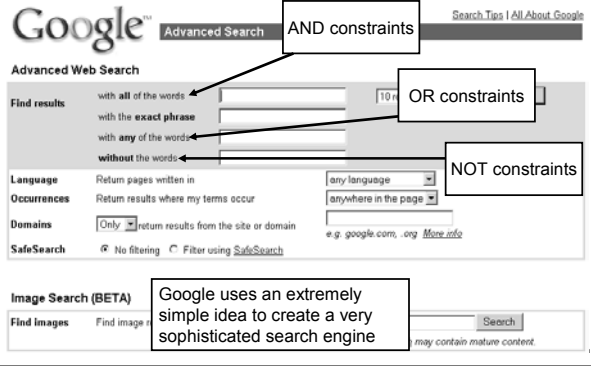 Google™ Advanced Search
AND constraints
Search Tips | All About Google
Advanced Web Search
Find results
with all of the words
10
OR constraints
with the exact phrase
with any of the words
without the words
NOT constraints
Language Return pages written in any language
Occurrences Return results where my terms occur anywhere in the page
Domains Only return results from the site or domain
e.g. google.com, .org More info
SafeSearch No filtering Filter using SafeSearch
Image Search (BETA)
Google uses an extremely
simple idea to create a very
sophisticated search engine
Find images Find image Search
may contain mature content.